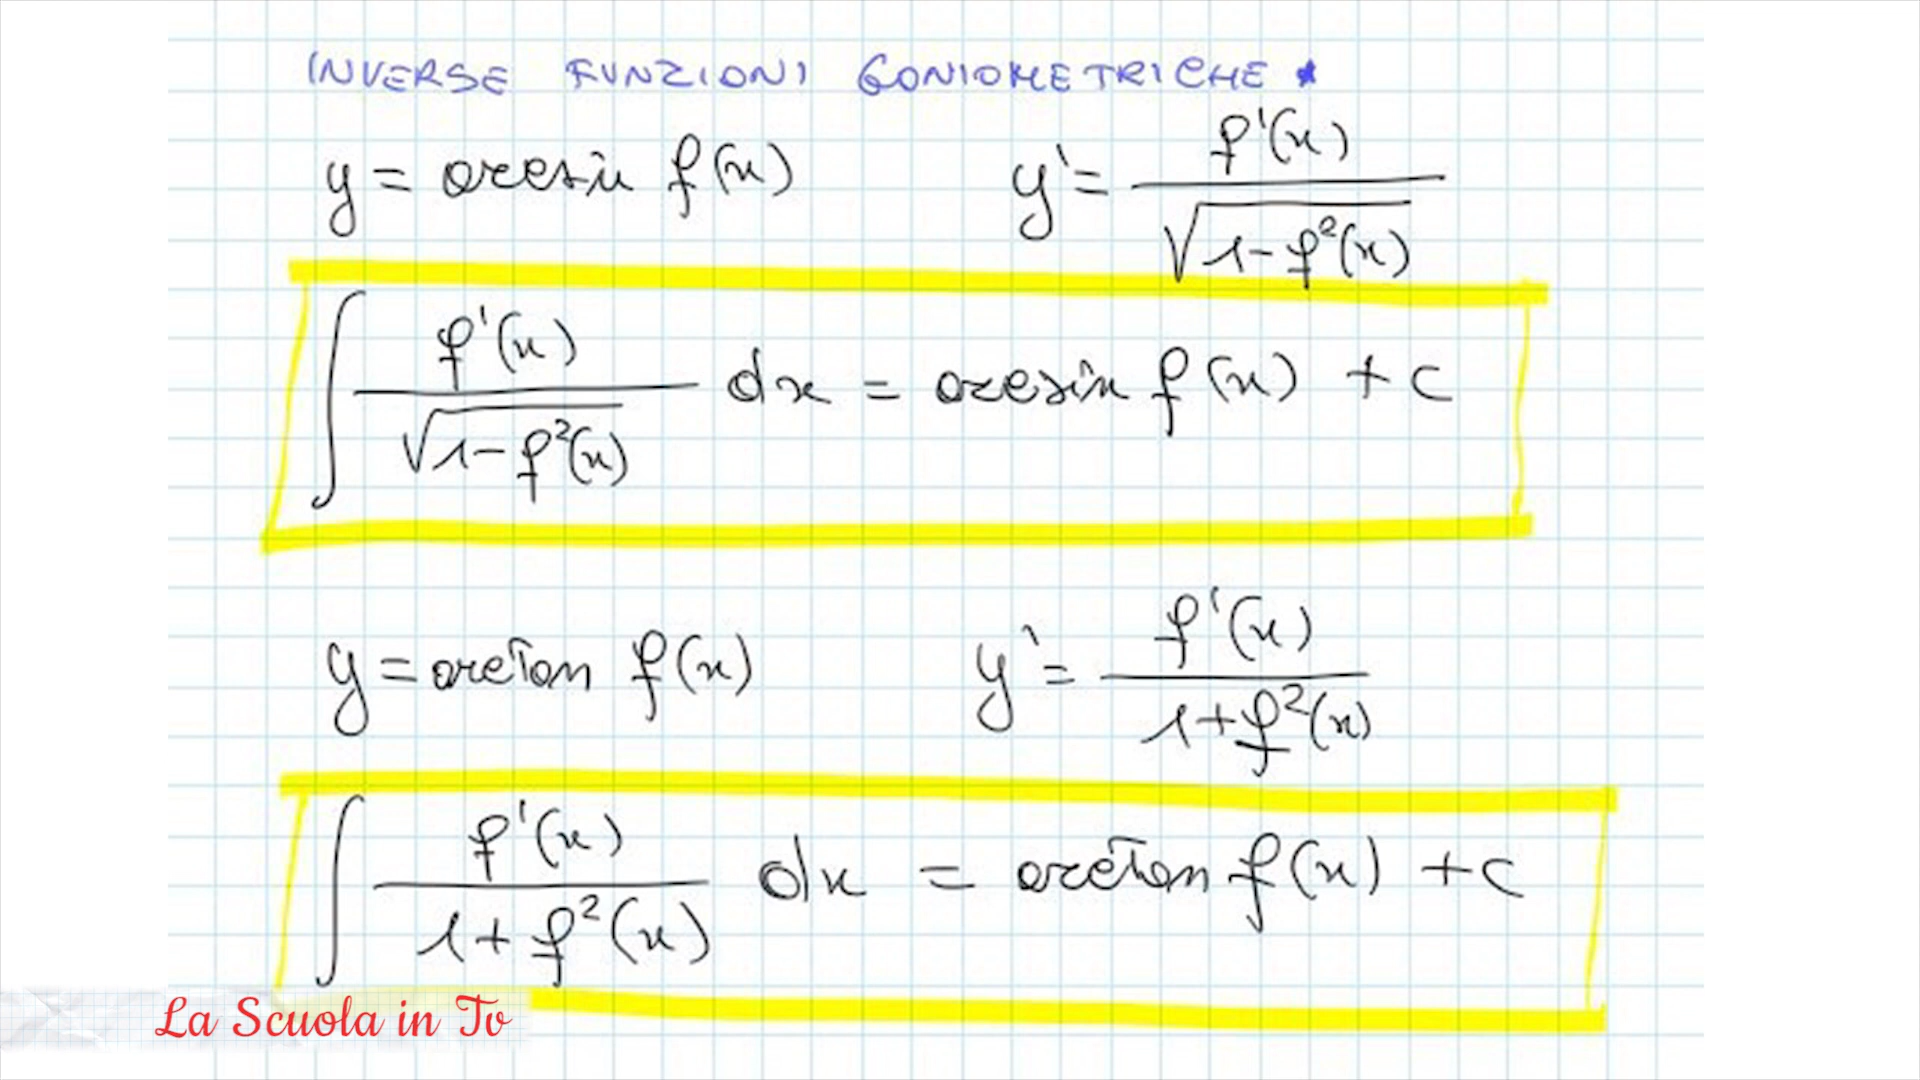 INVERSE FUNZIONI GONIOMETRICHE *
y = arcsin f(x)    y' = f'(x) / √(1-f²(x))
∫ f'(x) / √(1-f²(x)) dx = arcsin f(x) + c
y = arctan f(x)    y' = f'(x) / (1+f²(x))
∫ f'(x) / (1+f²(x)) dx = arctan f(x) + c
La Scuola in Tv